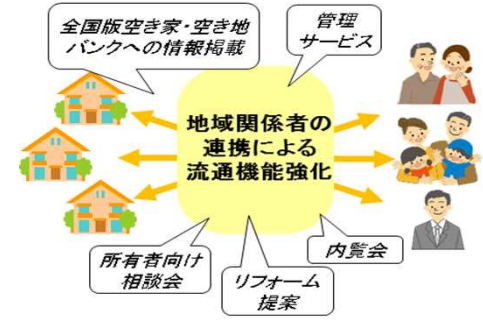 全国版空き家・空き地
バンクへの情報掲載
管理
サービス
地域関係者の
連携による
流通機能強化
所有者向け
相談会
リフォーム
提案
内覧会